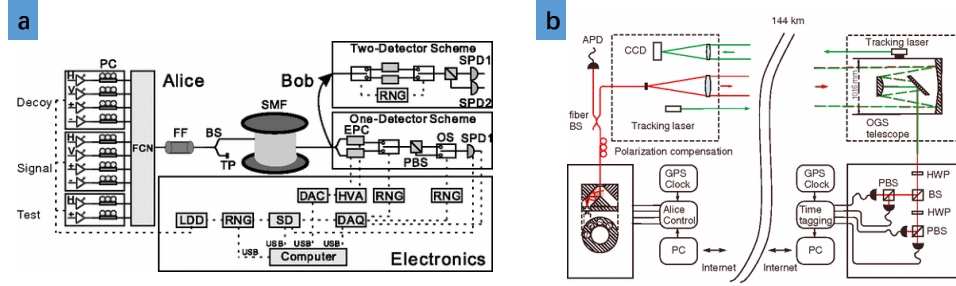 a
PC
Alice
Decoy
H
V
+
-
Signal
H
V
+
-
Test
+
-
FCN
FF
BS
TP
SMF
Bob
Two-Detector Scheme
SPD1
SPD2
RNG
One-Detector Scheme
EPC
OS
SPD1
PBS
DAC
HVA
RNG
RNG
LDD
RNG
SD
DAQ
USB
USB
USB
USB
Computer
Electronics
b
144 km
APD
CCD
Tracking laser
fiber
BS
Tracking laser
OGS
telescope
Polarization compensation
GPS
Clock
Alice
Control
PC
Internet
Internet
GPS
Clock
Time
tagging
PC
PBS
HWP
BS
HWP
PBS